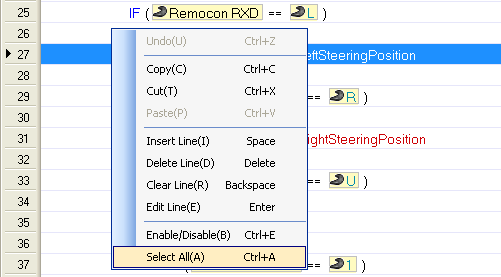 25 IF ( Remocon RXD == L )
26
27 eftSteeringPosition
28
29 == R )
30
31 ightSteeringPosition
32
33 == U )
34
35
36
37 == 1 )
Undo(U) Ctrl+Z
Copy(C) Ctrl+C
Cut(T) Ctrl+X
Paste(P) Ctrl+V
Insert Line(I) Space
Delete Line(D) Delete
Clear Line(R) Backspace
Edit Line(E) Enter
Enable/Disable(B) Ctrl+E
Select All(A) Ctrl+A